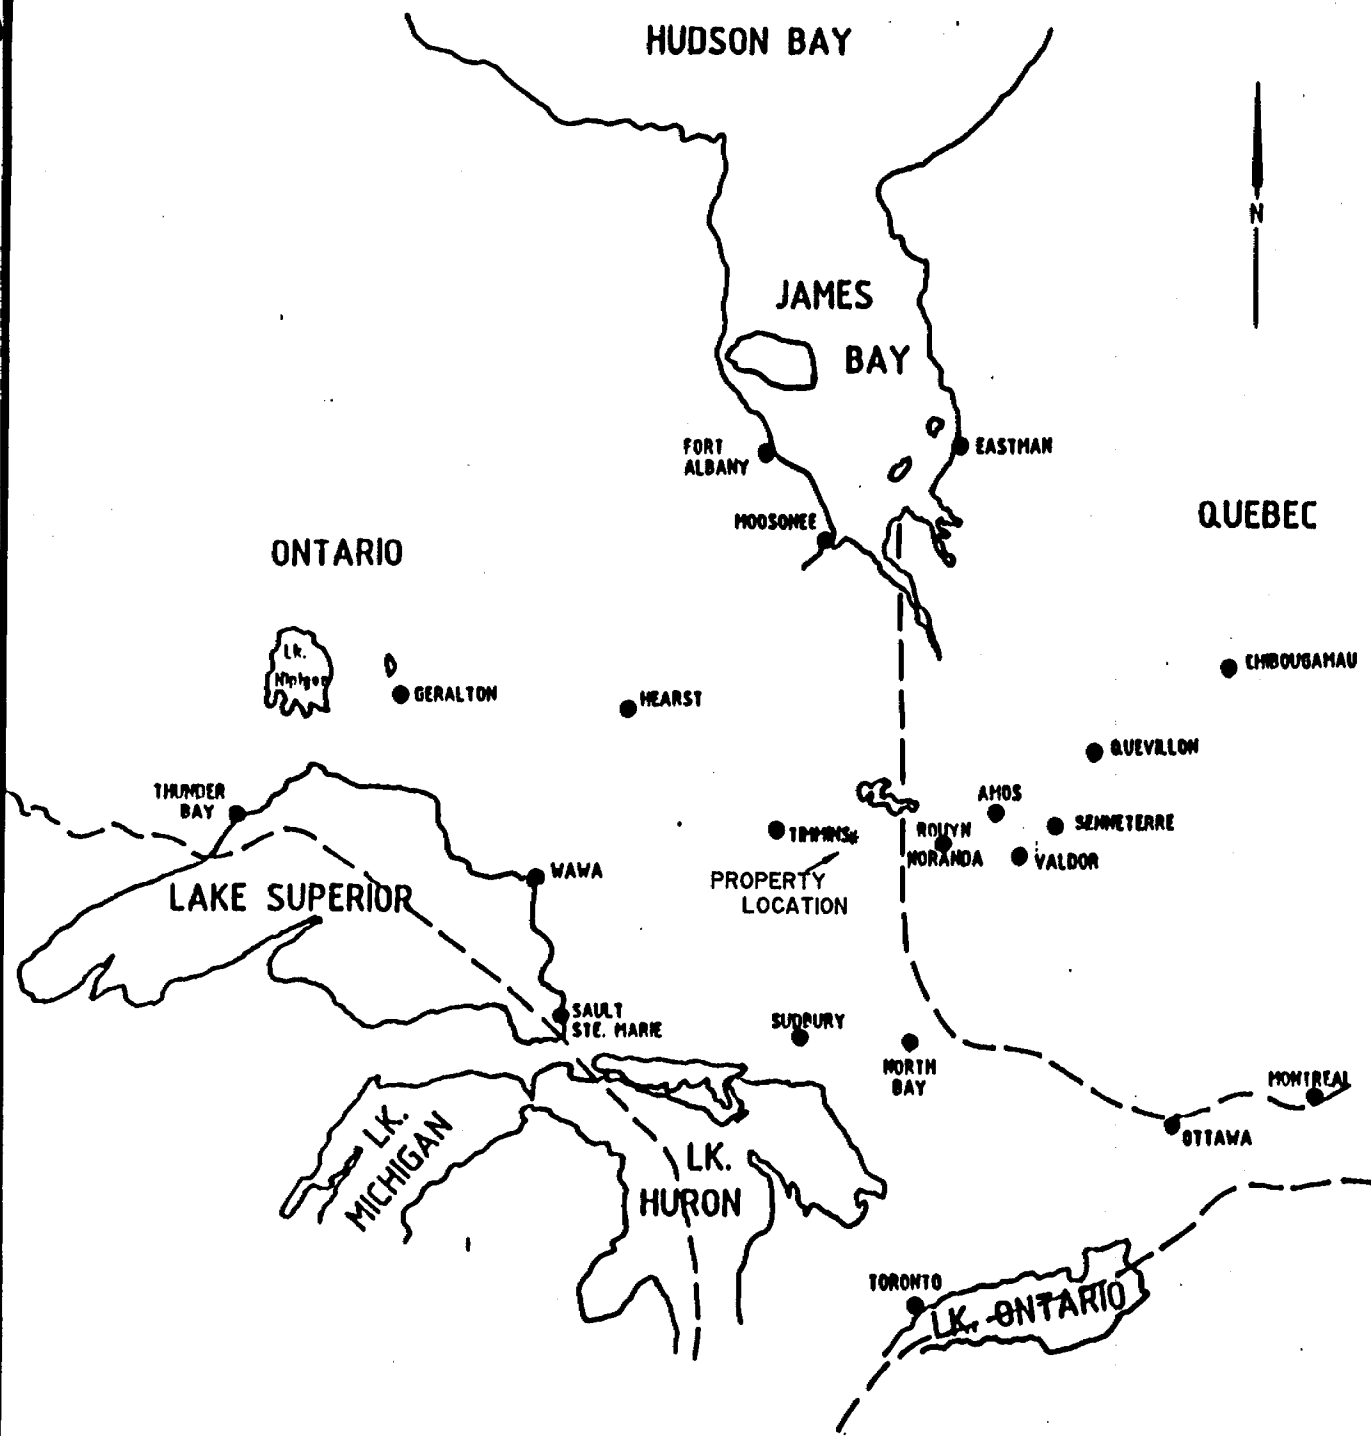 HUDSON BAY
N
JAMES
BAY
FORT
ALBANY
EASTMAN
MOOSONEE
QUEBEC
ONTARIO
Lk.
Nipigon
GERALTON
HEARST
CHIBOUGAMAU
QUEVILLON
THUNDER
BAY
AMOS
TIMMINS*
ROUYN
NORANDA
SENNETERRE
VALDOR
WAWA
PROPERTY
LOCATION
LAKE SUPERIOR
SAULT
STE. MARIE
SUDBURY
NORTH
BAY
MONTREAL
OTTAWA
LK.
MICHIGAN
LK.
HURON
TORONTO
LK. ONTARIO